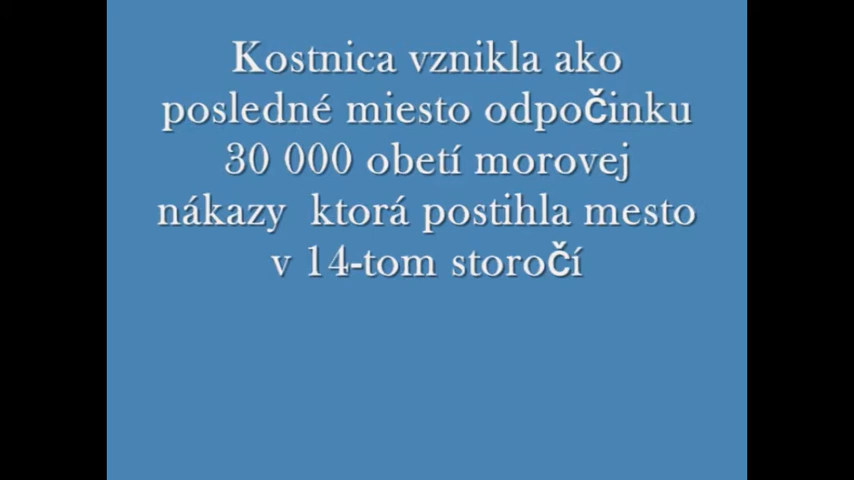 Kostnica vznikla ako
posledné miesto odpočinku
30 000 obetí morovej
nákazy  ktorá postihla mesto
v 14-tom storočí